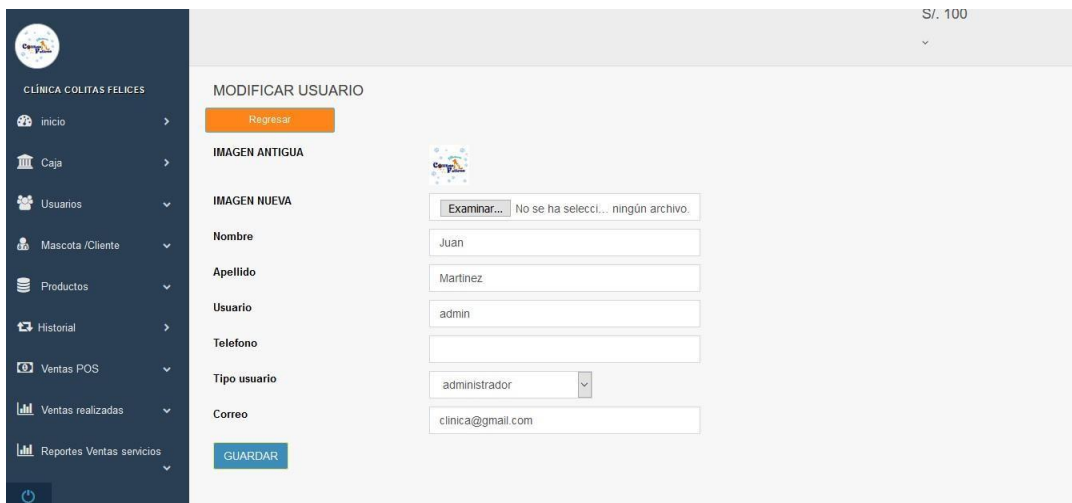 S/. 100
CLÍNICA COLITAS FELICES
inicio
Caja
Usuarios
Mascota /Cliente
Productos
Historial
Ventas POS
Ventas realizadas
Reportes Ventas servicios
MODIFICAR USUARIO
Regresar
IMAGEN ANTIGUA
IMAGEN NUEVA
Examinar... No se ha selecci... ningún archivo.
Nombre
Juan
Apellido
Martinez
Usuario
admin
Telefono
Tipo usuario
administrador
Correo
clinica@gmail.com
GUARDAR